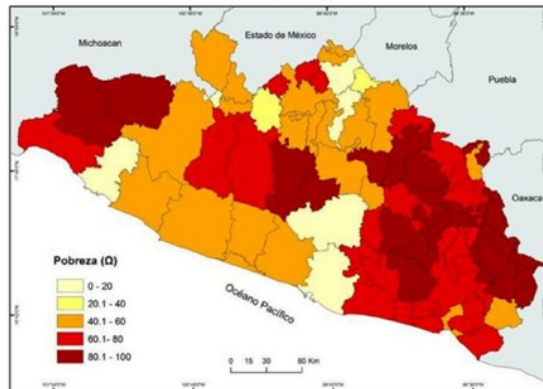 Michoacan
Estado de México
Morelos
Puebla
Oaxaca
Pobreza (Ω)
0 - 20
20.1 - 40
40.1 - 60
60.1- 80
80.1 - 100
Océano Pacífico
0 15 30 60 Km